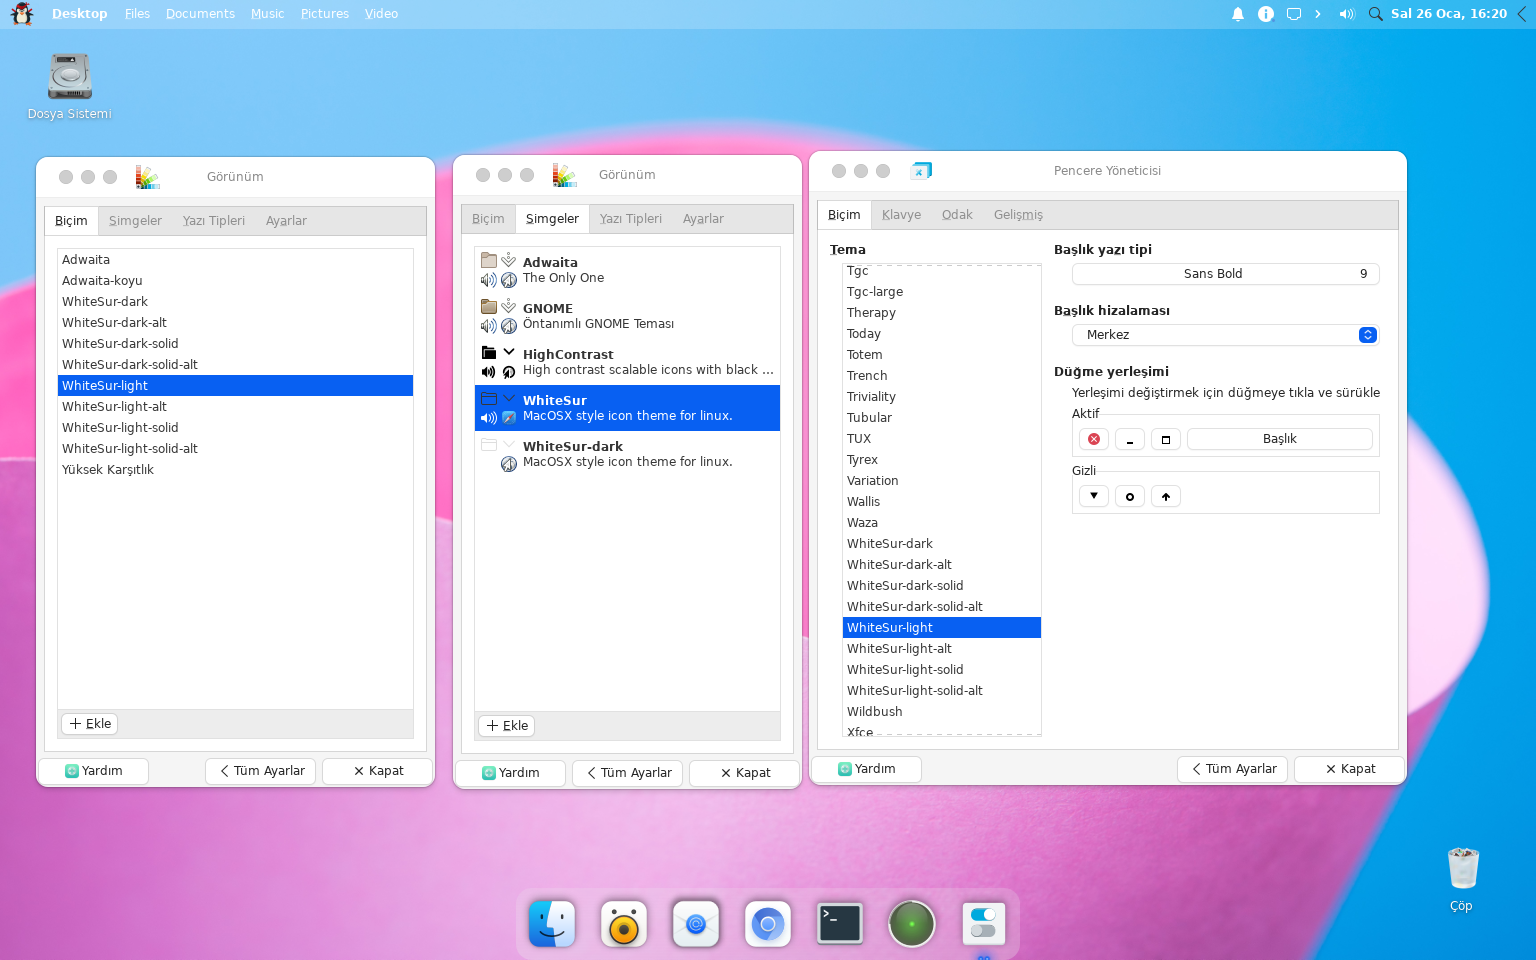 Desktop Files Documents Music Pictures Video
Sal 26 Oca, 16:20
Dosya Sistemi
Görünüm
Biçim Simgeler Yazı Tipleri Ayarlar
Adwaita
Adwaita-koyu
WhiteSur-dark
WhiteSur-dark-alt
WhiteSur-dark-solid
WhiteSur-dark-solid-alt
WhiteSur-light
WhiteSur-light-alt
WhiteSur-light-solid
WhiteSur-light-solid-alt
Yüksek Karşıtlık
Ekle
Yardım Tüm Ayarlar Kapat
Görünüm
Biçim Simgeler Yazı Tipleri Ayarlar
Adwaita
The Only One
GNOME
Öntanımlı GNOME Teması
HighContrast
High contrast scalable icons with black ...
WhiteSur
MacOSX style icon theme for linux.
WhiteSur-dark
MacOSX style icon theme for linux.
Ekle
Yardım Tüm Ayarlar Kapat
Pencere Yöneticisi
Biçim Klavye Odak Gelişmiş
Tema
Tgc
Tgc-large
Therapy
Today
Totem
Trench
Triviality
Tubular
TUX
Tyrex
Variation
Wallis
Waza
WhiteSur-dark
WhiteSur-dark-alt
WhiteSur-dark-solid
WhiteSur-dark-solid-alt
WhiteSur-light
WhiteSur-light-alt
WhiteSur-light-solid
WhiteSur-light-solid-alt
Wildbush
Xfce
Başlık yazı tipi
Sans Bold 9
Başlık hizalaması
Merkez
Düğme yerleşimi
Yerleşimi değiştirmek için düğmeye tıkla ve sürükle
Aktif
Başlık
Gizli
Yardım Tüm Ayarlar Kapat
Çöp